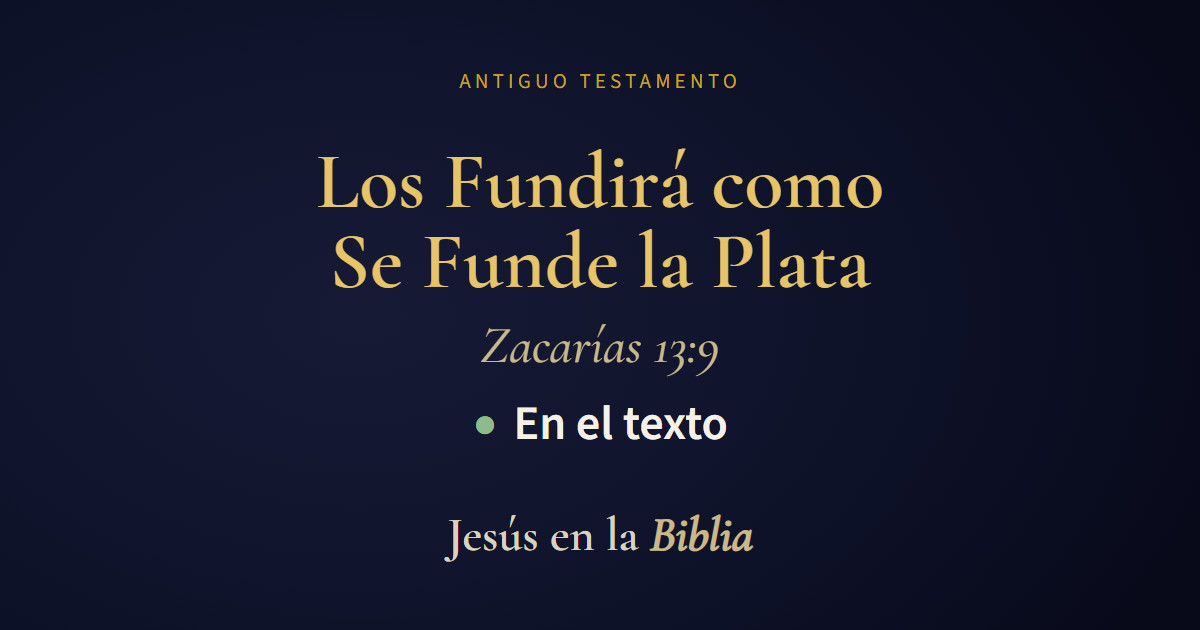 ANTIGUO TESTAMENTO
Los Fundirá como
Se Funde la Plata
Zacarías 13:9
En el texto
Jesús en la Biblia